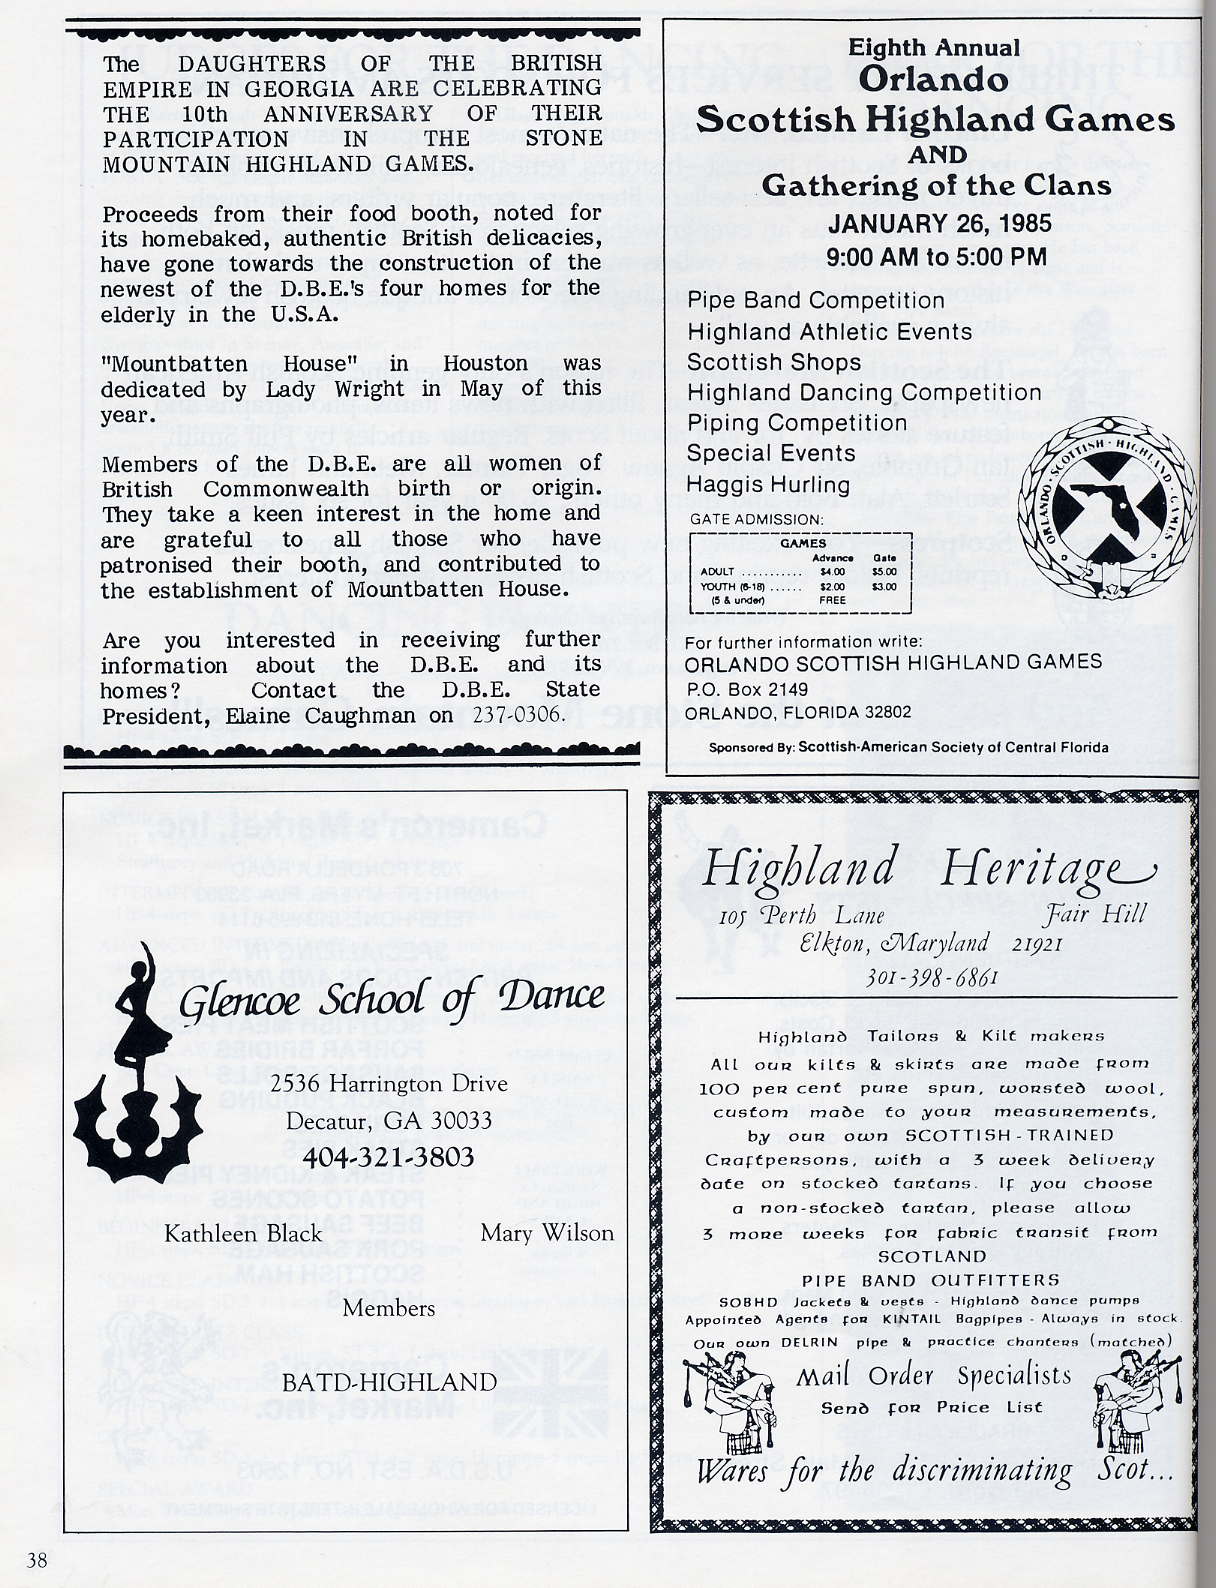 The DAUGHTERS OF THE BRITISH
EMPIRE IN GEORGIA ARE CELEBRATING
THE 10th ANNIVERSARY OF THEIR
PARTICIPATION IN THE STONE
MOUNTAIN HIGHLAND GAMES.
Proceeds from their food booth, noted for
its homebaked, authentic British delicacies,
have gone towards the construction of the
newest of the D.B.E.'s four homes for the
elderly in the U.S.A.
"Mountbatten House" in Houston was
dedicated by Lady Wright in May of this
year.
Members of the D.B.E. are all women of
British Commonwealth birth or origin.
They take a keen interest in the home and
are grateful to all those who have
patronised their booth, and contributed to
the establishment of Mountbatten House.
Are you interested in receiving further
information about the D.B.E. and its
homes? Contact the D.B.E. State
President, Elaine Caughman on 237-0306.
Eighth Annual
Orlando
Scottish Highland Games
AND
Gathering of the Clans
JANUARY 26, 1985
9:00 AM to 5:00 PM
Pipe Band Competition
Highland Athletic Events
Scottish Shops
Highland Dancing Competition
Piping Competition
Special Events
Haggis Hurling
ORLANDO · SCOTTISH · HIGHLAND · GAMES
GATE ADMISSION:
GAMES
Advance Gate
ADULT ........... $4.00 $5.00
YOUTH (6-18) ...... $2.00 $3.00
(5 & under) FREE
For further information write:
ORLANDO SCOTTISH HIGHLAND GAMES
P.O. Box 2149
ORLANDO, FLORIDA 32802
Sponsored By: Scottish-American Society of Central Florida
Glencoe School of Dance
2536 Harrington Drive
Decatur, GA 30033
404-321-3803
Kathleen Black Mary Wilson
Members
BATD-HIGHLAND
Highland Heritage
105 Perth Lane Fair Hill
Elkton, Maryland 21921
301-398-6861
Highland Tailors & Kilt makers
All our kilts & skirts are made from
100 per cent pure spun, worsted wool,
custom made to your measurements,
by our own SCOTTISH-TRAINED
Craftpersons, with a 3 week delivery
date on stocked tartans. If you choose
a non-stocked tartan, please allow
3 more weeks for fabric transit from
SCOTLAND
PIPE BAND OUTFITTERS
SOBHD Jackets & vests - Highland dance pumps
Appointed Agents for KINTAIL Bagpipes - Always in stock.
Our own DELRIN pipe & practice chanters (matched)
Mail Order Specialists
Send for Price List
Wares for the discriminating Scot...
38